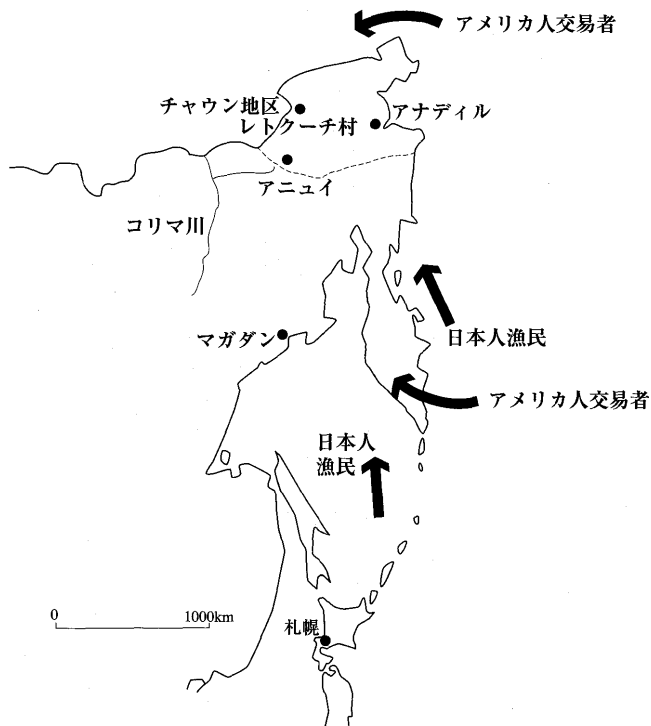 アメリカ人交易者
チャウン地区
レトクーチ村
アナディル
アニュイ
コリマ川
マガダン
日本人漁民
アメリカ人交易者
日本人
漁民
0
1000km
札幌